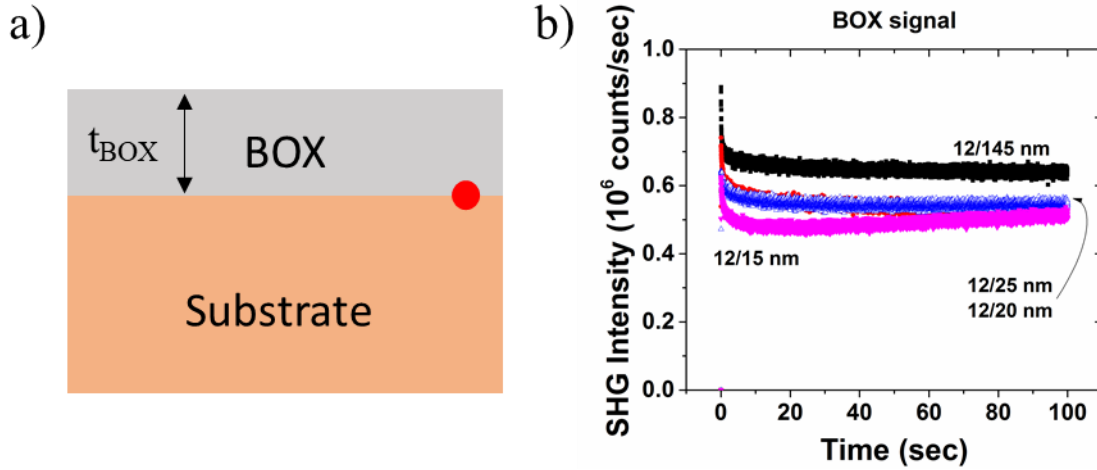 a)
t_BOX
BOX
Substrate
b)
BOX signal
SHG Intensity (10^6 counts/sec)
1.0
0.8
0.6
0.4
0.2
0.0
12/145 nm
12/15 nm
12/25 nm
12/20 nm
0
20
40
60
80
100
Time (sec)